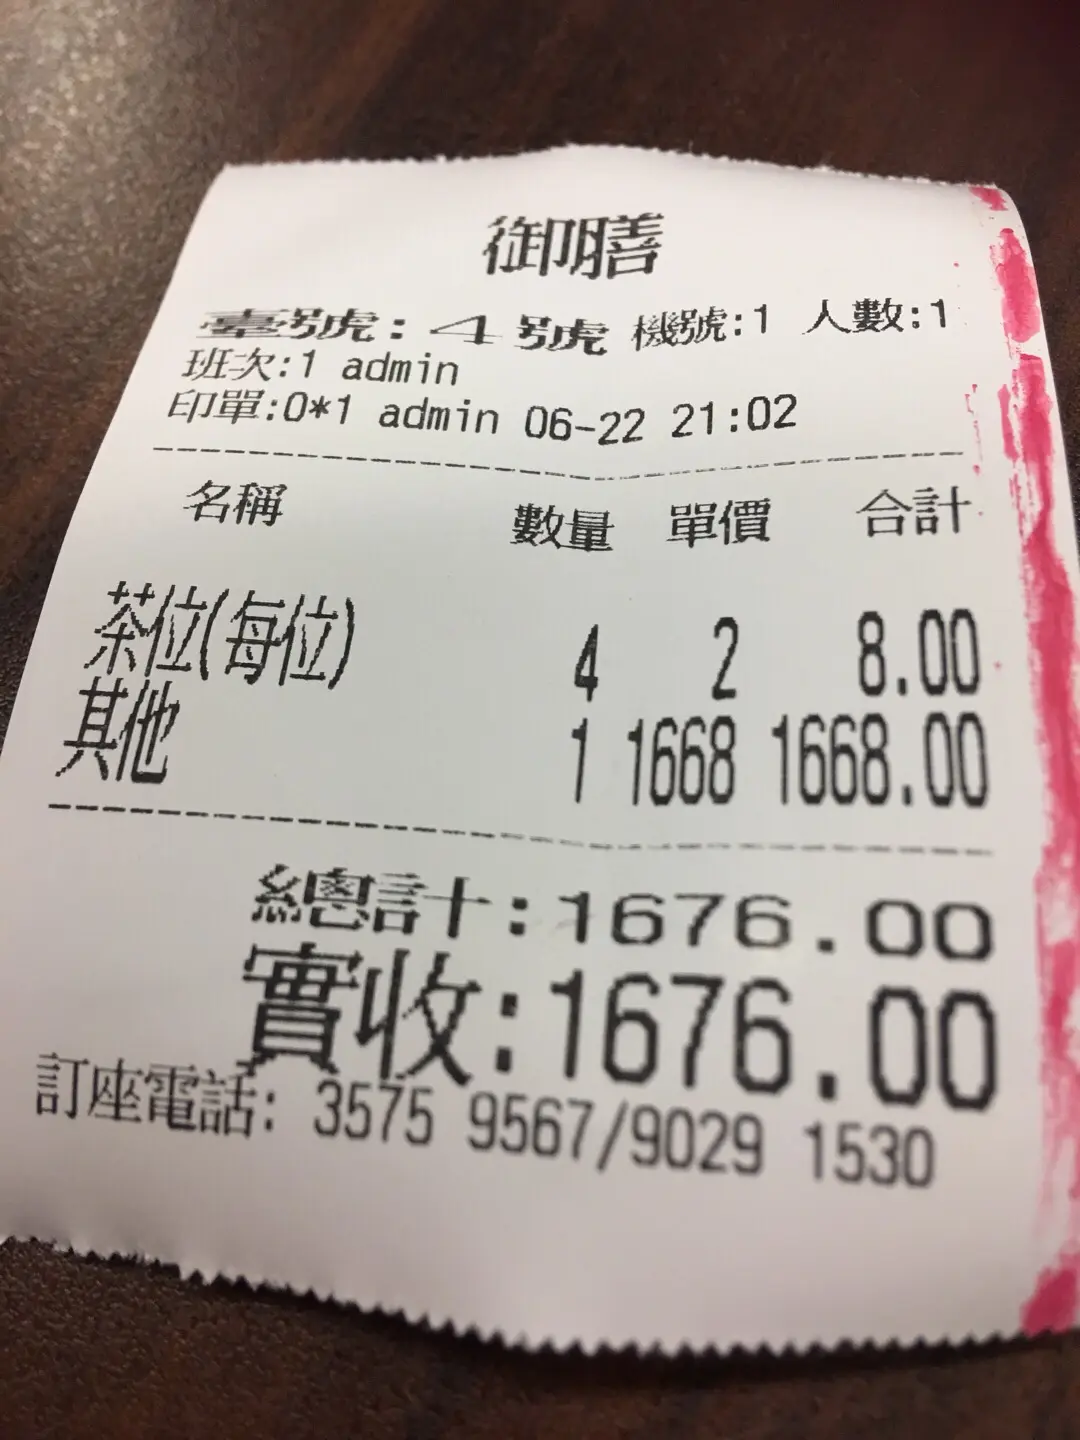 御膳
臺號:4號 機號:1 人數:1
班次:1 admin
印單:0*1 admin 06-22 21:02
名稱 數量 單價 合計
茶位(每位) 4 2 8.00
其他 1 1668 1668.00
總計:1676.00
實收:1676.00
訂座電話: 3575 9567/9029 1530